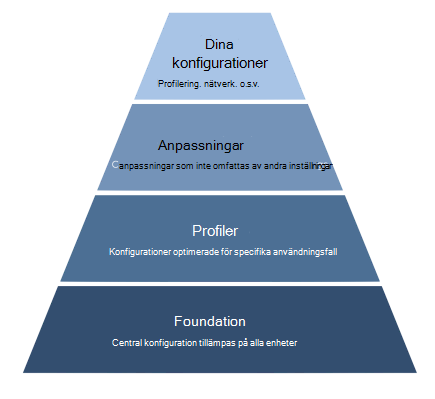 Dina
konfigurationer
Profilering. nätverk. o.s.v.
Anpassningar
Canpassningar som inte omfattas av andra inställningar
Profiler
Konfigurationer optimerade för specifika användningsfall
Foundation
Central konfiguration tillämpas på alla enheter